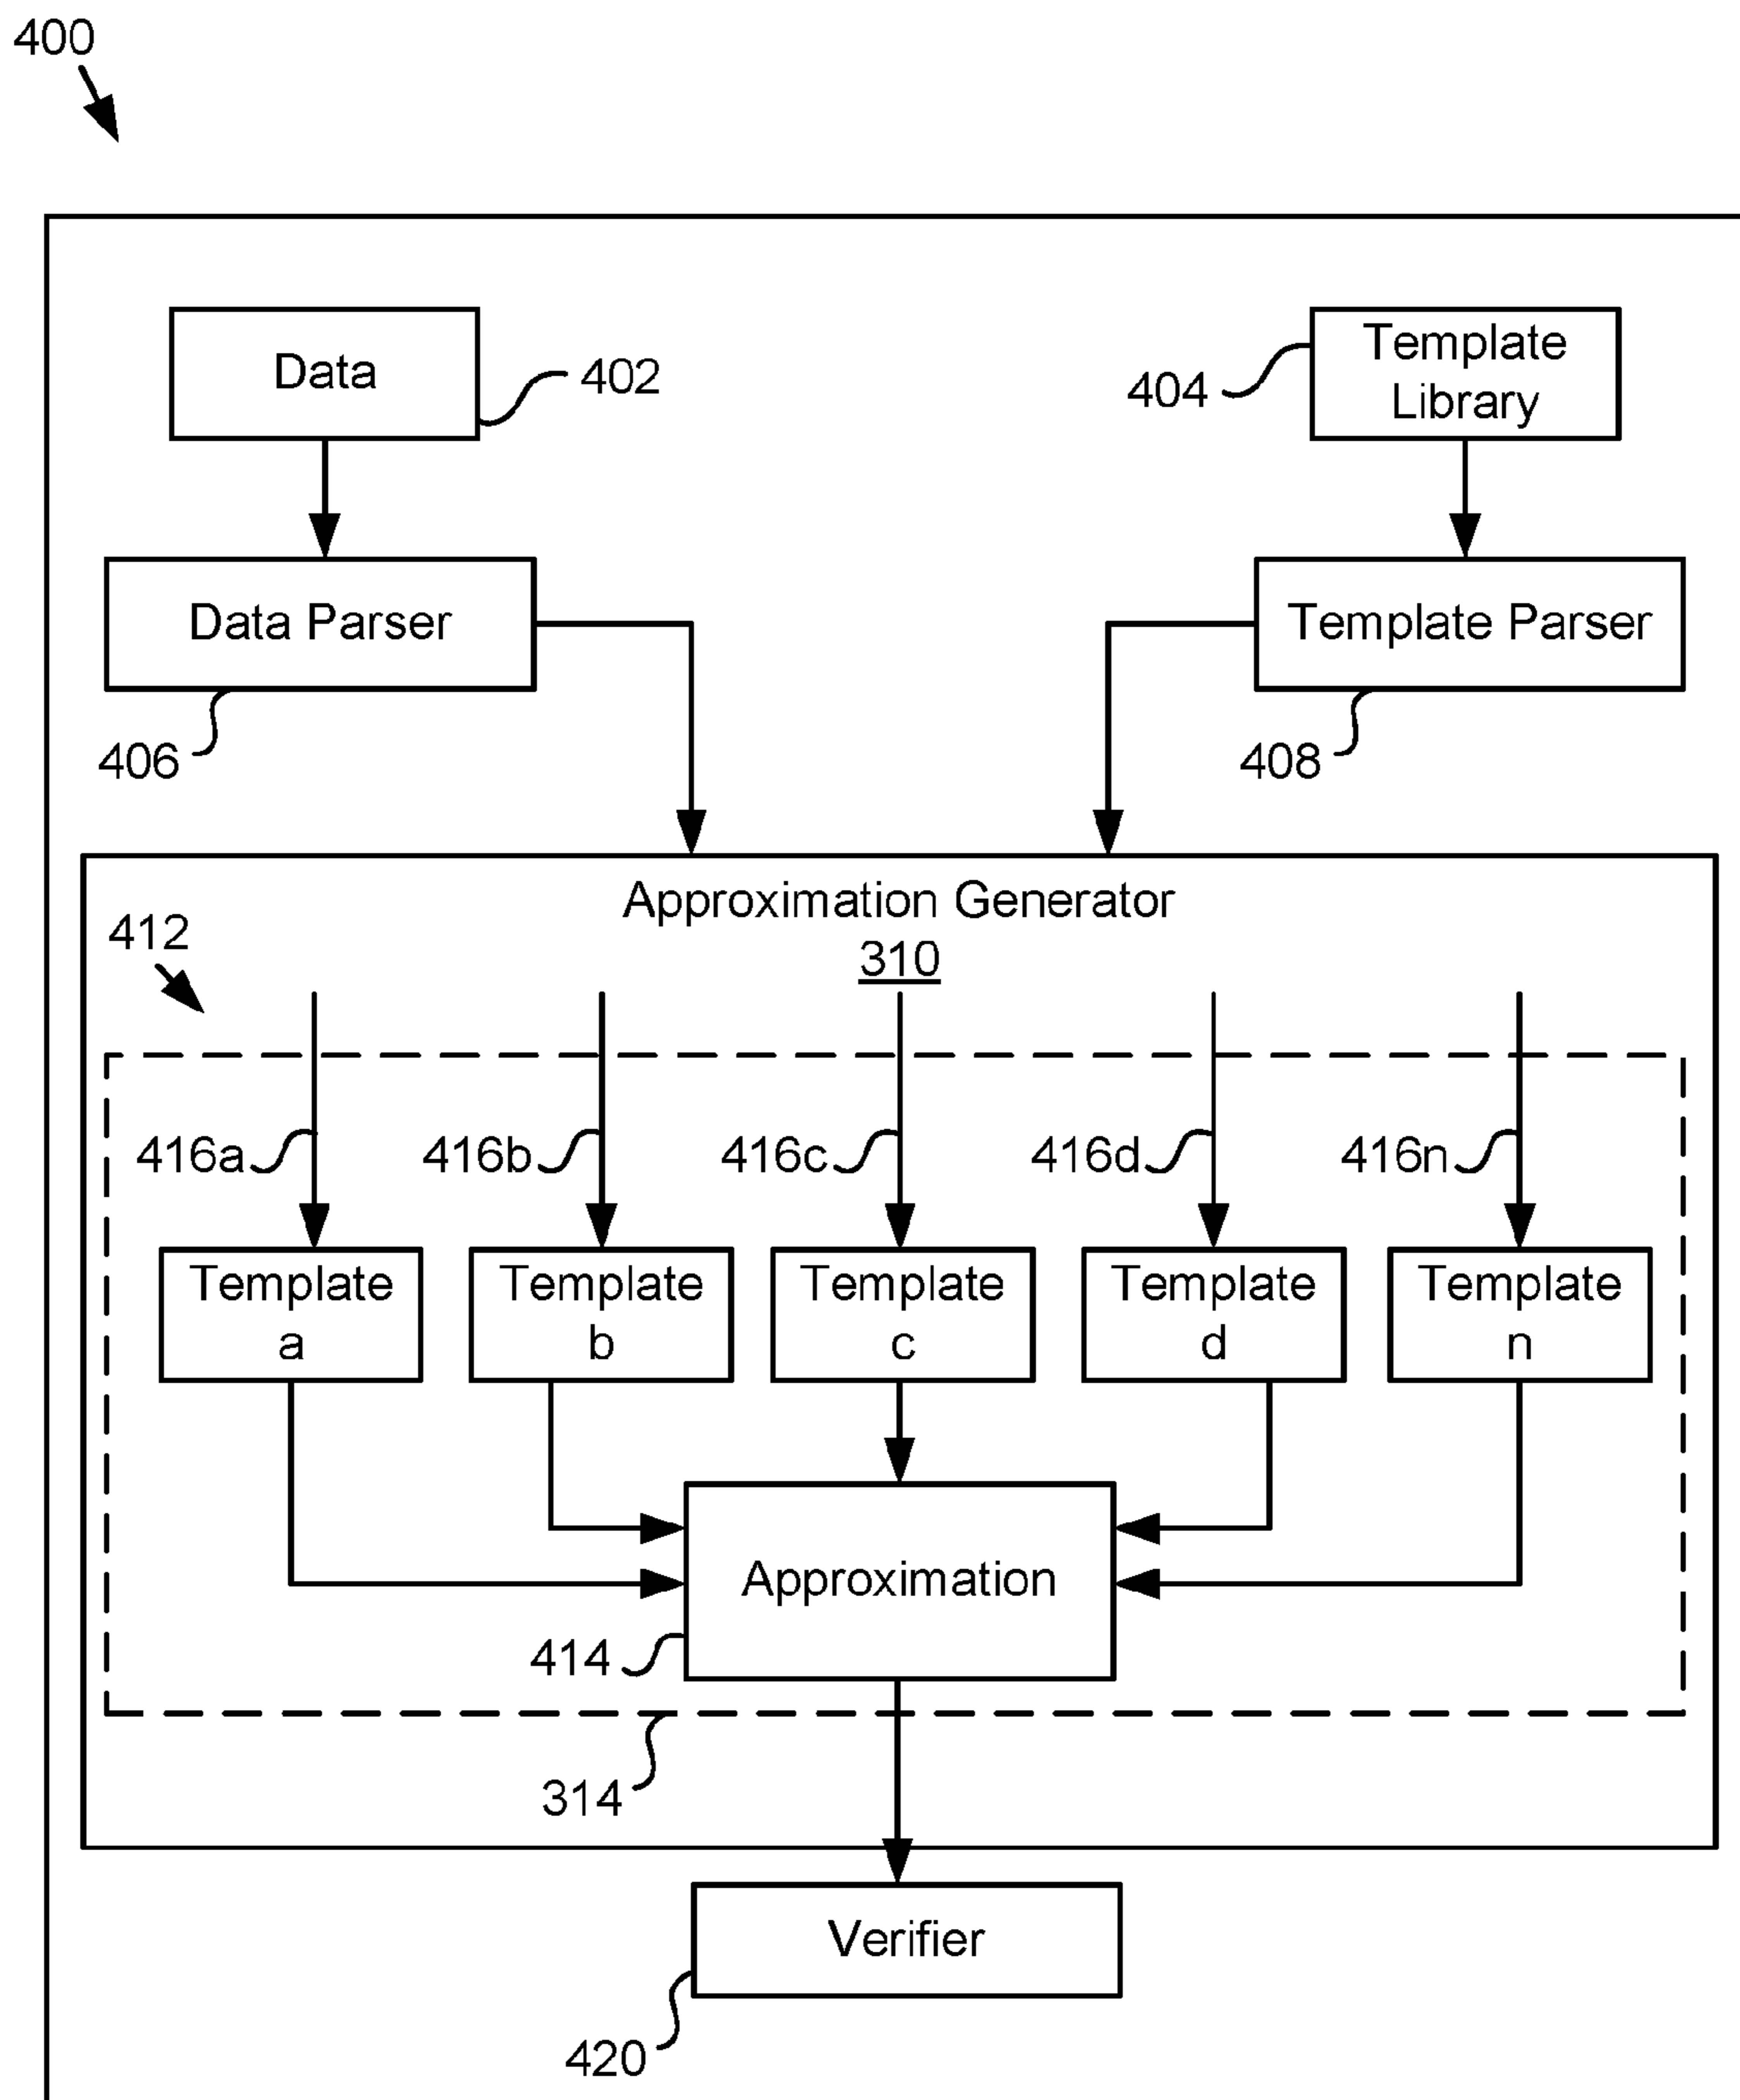 400
Data
402
404
Template
Library
Data Parser
Template Parser
406
408
Approximation Generator
310
412
416a
416b
416c
416d
416n
Template
a
Template
b
Template
c
Template
d
Template
n
Approximation
414
314
Verifier
420